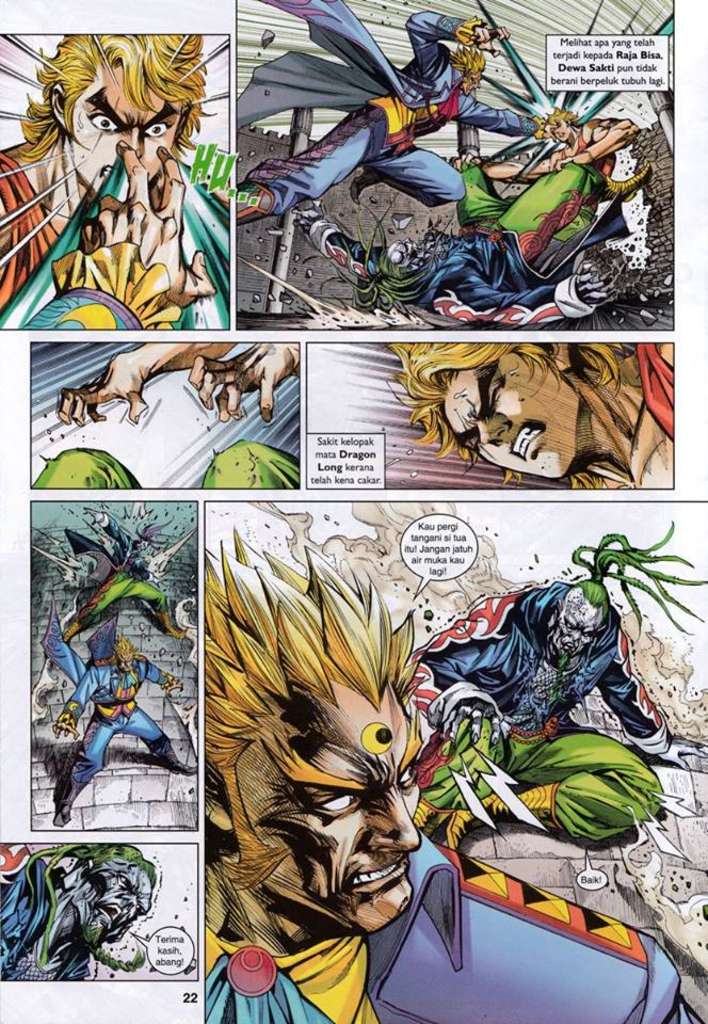 HU...
Melihat apa yang telah
terjadi kepada Raja Bisa,
Dewa Sakti pun tidak
berani berpeluk tubuh lagi.
Sakit kelopak
mata Dragon
Long kerana
telah kena cakar.
Kau pergi
tangani si tua
itu! Jangan jatuh
air muka kau
lagi!
Baik!
Terima
kasih,
abang!
22